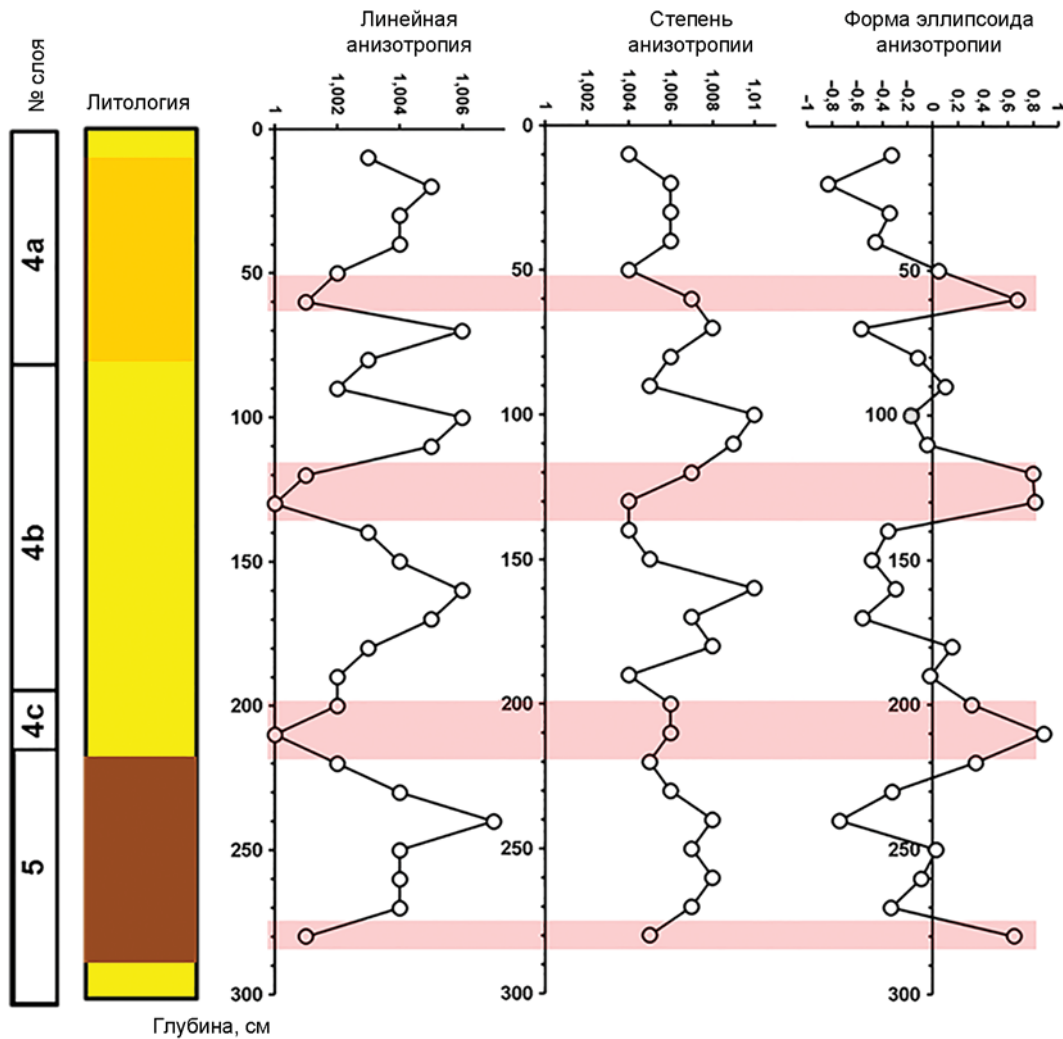 № слоя
Литология
Линейная
анизотропия
Степень
анизотропии
Форма эллипсоида
анизотропии
1 1,002 1,004 1,006
1 1,002 1,004 1,006 1,008 1,01
–1 –0,8 –0,6 –0,4 –0,2 0 0,2 0,4 0,6 0,8 1
4a
4b
4c
5
0
50
100
150
200
250
300
0
50
100
150
200
250
300
50
100
150
200
250
300
Глубина, см